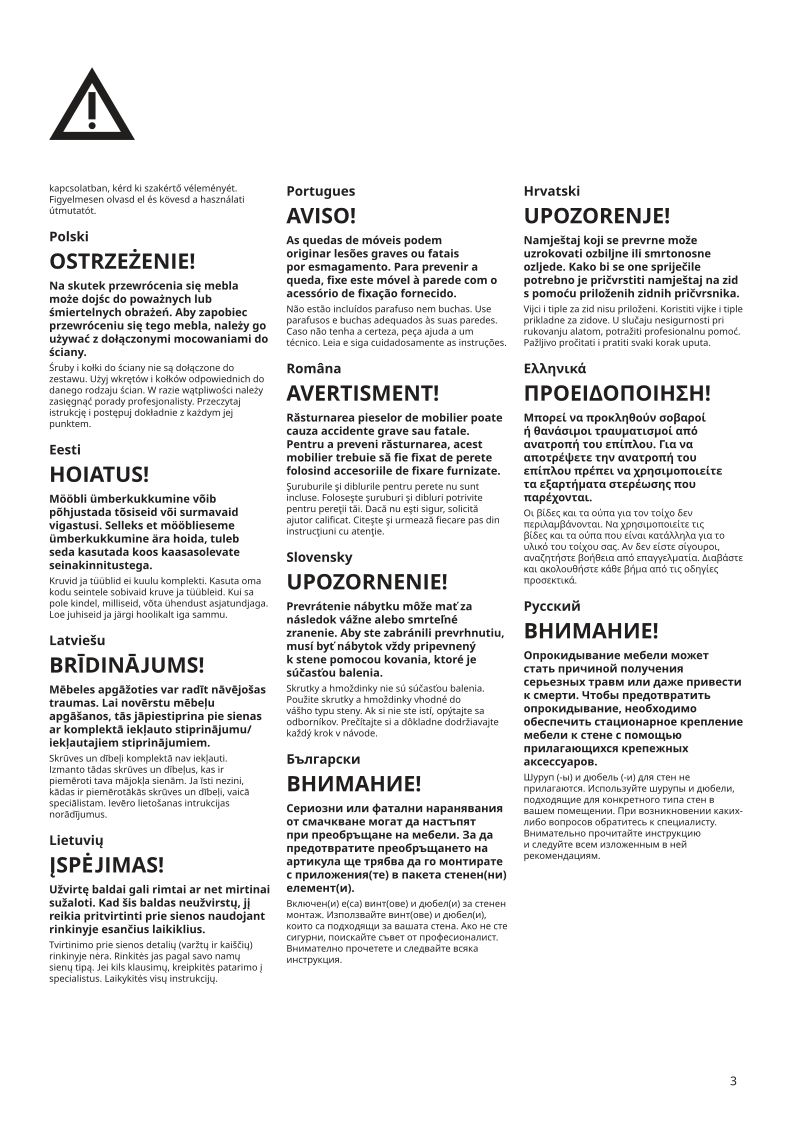 kapcsolatban, kérd ki szakértő véleményét.
Figyelmesen olvasd el és kövesd a használati
útmutatót.
Polski
OSTRZEŻENIE!
Na skutek przewrócenia się mebla
może dojśc do poważnych lub
śmiertelnych obrażeń. Aby zapobiec
przewróceniu się tego mebla, należy go
używać z dołączonymi mocowaniami do
ściany.
Śruby i kołki do ściany nie są dołączone do
zestawu. Użyj wkrętów i kołków odpowiednich do
danego rodzaju ścian. W razie wątpliwości należy
zasięgnąć porady profesjonalisty. Przeczytaj
istrukcję i postępuj dokładnie z każdym jej
punktem.
Eesti
HOIATUS!
Mööbli ümberkukkumine võib
põhjustada tõsiseid või surmavaid
vigastusi. Selleks et mööblieseme
ümberkukkumine ära hoida, tuleb
seda kasutada koos kaasasolevate
seinakinnitustega.
Kruvid ja tüüblid ei kuulu komplekti. Kasuta oma
kodu seintele sobivaid kruve ja tüübleid. Kui sa
pole kindel, milliseid, võta ühendust asjatundjaga.
Loe juhiseid ja järgi hoolikalt iga sammu.
Latviešu
BRĪDINĀJUMS!
Mēbeles apgāžoties var radīt nāvējošas
traumas. Lai novērstu mēbeļu
apgāšanos, tās jāpiestiprina pie sienas
ar komplektā iekļauto stiprinājumu/
iekļautajiem stiprinājumiem.
Skrūves un dībeļi komplektā nav iekļauti.
Izmanto tādas skrūves un dībeļus, kas ir
piemēroti tava mājokļa sienām. Ja īsti nezini,
kādas ir piemērotākās skrūves un dībeļi, vaicā
speciālistam. Ievēro lietošanas intrukcijas
norādījumus.
Lietuvių
ĮSPĖJIMAS!
Užvirtę baldai gali rimtai ar net mirtinai
sužaloti. Kad šis baldas neužvirstų, jį
reikia pritvirtinti prie sienos naudojant
rinkinyje esančius laikiklius.
Tvirtinimo prie sienos detalių (varžtų ir kaiščių)
rinkinyje nėra. Rinkitės jas pagal savo namų
sienų tipą. Jei kils klausimų, kreipkitės patarimo į
specialistus. Laikykitės visų instrukcijų.
Portugues
AVISO!
As quedas de móveis podem
originar lesões graves ou fatais
por esmagamento. Para prevenir a
queda, fixe este móvel à parede com o
acessório de fixação fornecido.
Não estão incluídos parafuso nem buchas. Use
parafusos e buchas adequados às suas paredes.
Caso não tenha a certeza, peça ajuda a um
técnico. Leia e siga cuidadosamente as instruções.
Româna
AVERTISMENT!
Răsturnarea pieselor de mobilier poate
cauza accidente grave sau fatale.
Pentru a preveni răsturnarea, acest
mobilier trebuie să fie fixat de perete
folosind accesoriile de fixare furnizate.
Şuruburile şi diblurile pentru perete nu sunt
incluse. Foloseşte şuruburi şi dibluri potrivite
pentru pereţii tăi. Dacă nu eşti sigur, solicită
ajutor calificat. Citeşte şi urmează fiecare pas din
instrucţiuni cu atenţie.
Slovensky
UPOZORNENIE!
Prevrátenie nábytku môže mať za
následok vážne alebo smrteľné
zranenie. Aby ste zabránili prevrhnutiu,
musí byť nábytok vždy pripevnený
k stene pomocou kovania, ktoré je
súčasťou balenia.
Skrutky a hmoždinky nie sú súčasťou balenia.
Použite skrutky a hmoždinky vhodné do
vášho typu steny. Ak si nie ste istí, opýtajte sa
odborníkov. Prečítajte si a dôkladne dodržiavajte
každý krok v návode.
Български
ВНИМАНИЕ!
Сериозни или фатални наранявания
от смачкване могат да настъпят
при преобръщане на мебели. За да
предотвратите преобръщането на
артикула ще трябва да го монтирате
с приложения(те) в пакета стенен(ни)
елемент(и).
Включен(и) е(са) винт(ове) и дюбел(и) за стенен
монтаж. Използвайте винт(ове) и дюбел(и),
които са подходящи за вашата стена. Ако не сте
сигурни, поискайте съвет от професионалист.
Внимателно прочетете и следвайте всяка
инструкция.
Hrvatski
UPOZORENJE!
Namještaj koji se prevrne može
uzrokovati ozbiljne ili smrtonosne
ozljede. Kako bi se one spriječile
potrebno je pričvrstiti namještaj na zid
s pomoću priloženih zidnih pričvrsnika.
Vijci i tiple za zid nisu priloženi. Koristiti vijke i tiple
prikladne za zidove. U slučaju nesigurnosti pri
rukovanju alatom, potražiti profesionalnu pomoć.
Pažljivo pročitati i pratiti svaki korak uputa.
Ελληνικά
ΠΡΟΕΙΔΟΠΟΙΗΣΗ!
Μπορεί να προκληθούν σοβαροί
ή θανάσιμοι τραυματισμοί από
ανατροπή του επίπλου. Για να
αποτρέψετε την ανατροπή του
επίπλου πρέπει να χρησιμοποιείτε
τα εξαρτήματα στερέωσης που
παρέχονται.
Οι βίδες και τα ούπα για τον τοίχο δεν
περιλαμβάνονται. Να χρησιμοποιείτε τις
βίδες και τα ούπα που είναι κατάλληλα για το
υλικό του τοίχου σας. Αν δεν είστε σίγουροι,
αναζητήστε βοήθεια από επαγγελματία. Διαβάστε
και ακολουθήστε κάθε βήμα από τις οδηγίες
προσεκτικά.
Русский
ВНИМАНИЕ!
Опрокидывание мебели может
стать причиной получения
серьезных травм или даже привести
к смерти. Чтобы предотвратить
опрокидывание, необходимо
обеспечить стационарное крепление
мебели к стене с помощью
прилагающихся крепежных
аксессуаров.
Шуруп (-ы) и дюбель (-и) для стен не
прилагаются. Используйте шурупы и дюбели,
подходящие для конкретного типа стен в
вашем помещении. При возникновении каких-
либо вопросов обратитесь к специалисту.
Внимательно прочитайте инструкцию
и следуйте всем изложенным в ней
рекомендациям.
3